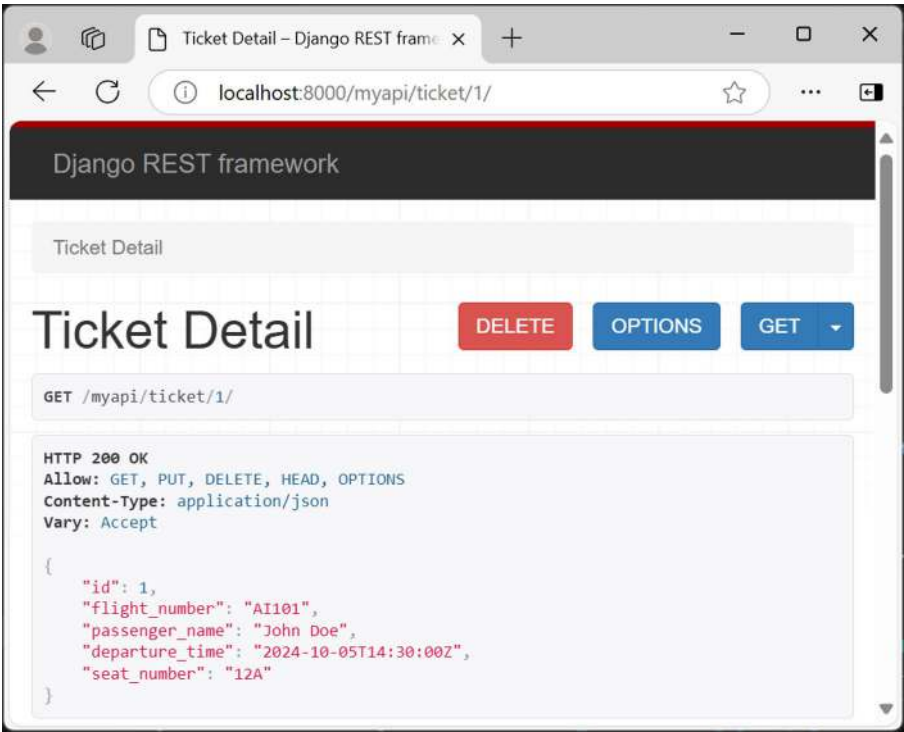 Ticket Detail – Django REST frame
localhost:8000/myapi/ticket/1/
Django REST framework
Ticket Detail
Ticket Detail
DELETE
OPTIONS
GET
GET /myapi/ticket/1/
HTTP 200 OK
Allow: GET, PUT, DELETE, HEAD, OPTIONS
Content-Type: application/json
Vary: Accept
{
    "id": 1,
    "flight_number": "AI101",
    "passenger_name": "John Doe",
    "departure_time": "2024-10-05T14:30:00Z",
    "seat_number": "12A"
}